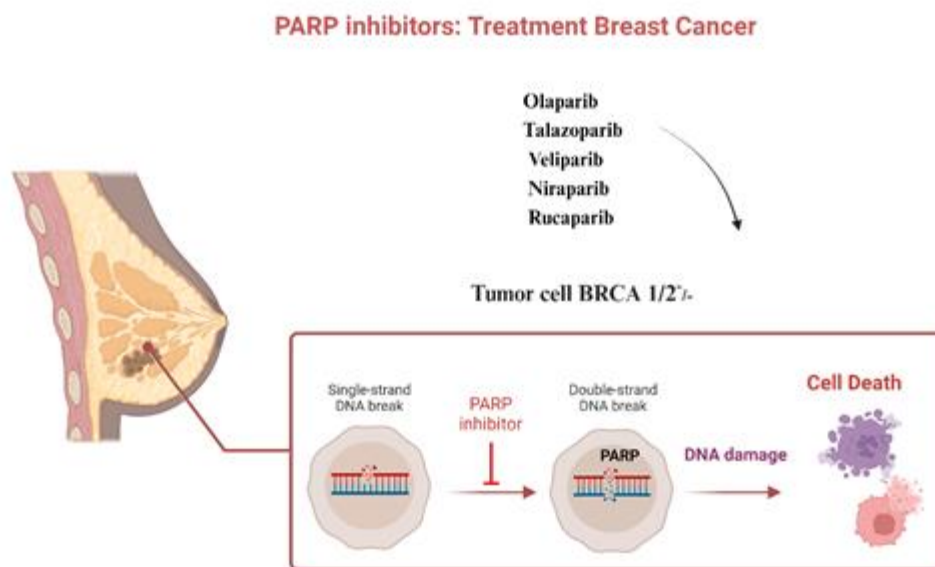 PARP inhibitors: Treatment Breast Cancer
Olaparib
Talazoparib
Veliparib
Niraparib
Rucaparib
Tumor cell BRCA 1/2-/-
Single-strand
DNA break
PARP
inhibitor
Double-strand
DNA break
PARP
DNA damage
Cell Death